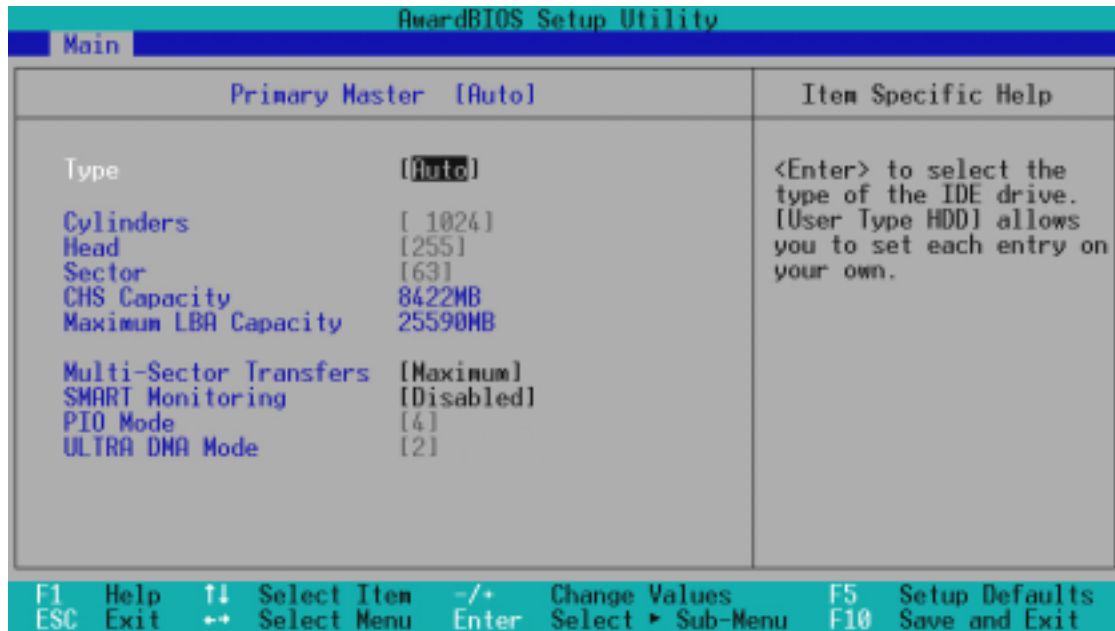 AwardBIOS Setup Utility
Main
Primary Master [Auto]
Item Specific Help
Type [Auto]
Cylinders [ 1024]
Head [255]
Sector [63]
CHS Capacity 8422MB
Maximum LBA Capacity 25590MB
Multi-Sector Transfers [Maximum]
SMART Monitoring [Disabled]
PIO Mode [4]
ULTRA DMA Mode [2]
<Enter> to select the
type of the IDE drive.
[User Type HDD] allows
you to set each entry on
your own.
F1 Help ↑↓ Select Item -/+ Change Values F5 Setup Defaults
ESC Exit ←→ Select Menu Enter Select ► Sub-Menu F10 Save and Exit